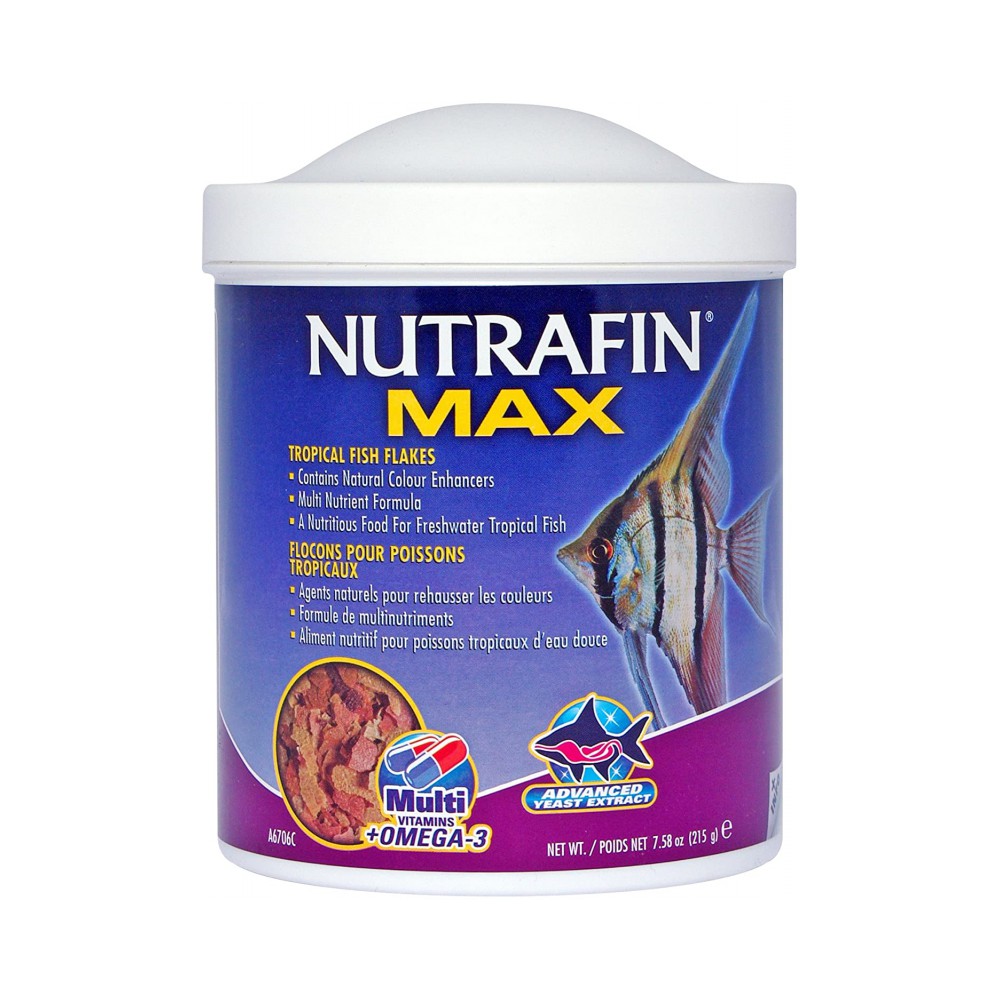 NUTRAFIN®
MAX
TROPICAL FISH FLAKES
▪ Contains Natural Colour Enhancers
▪ Multi Nutrient Formula
▪ A Nutritious Food For Freshwater Tropical Fish
FLOCONS POUR POISSONS
TROPICAUX
▪ Agents naturels pour rehausser les couleurs
▪ Formule de multinutriments
▪ Aliment nutritif pour poissons tropicaux d'eau douce
Multi
VITAMINS
+OMEGA-3
ADVANCED
YEAST EXTRACT
A6706C
NET WT. / POIDS NET 7.58 oz (215 g) e